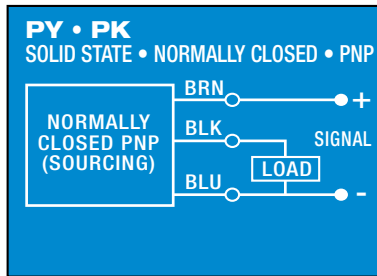 PY • PK
SOLID STATE • NORMALLY CLOSED • PNP
BRN
+
NORMALLY
CLOSED PNP
(SOURCING)
BLK
SIGNAL
LOAD
BLU
-